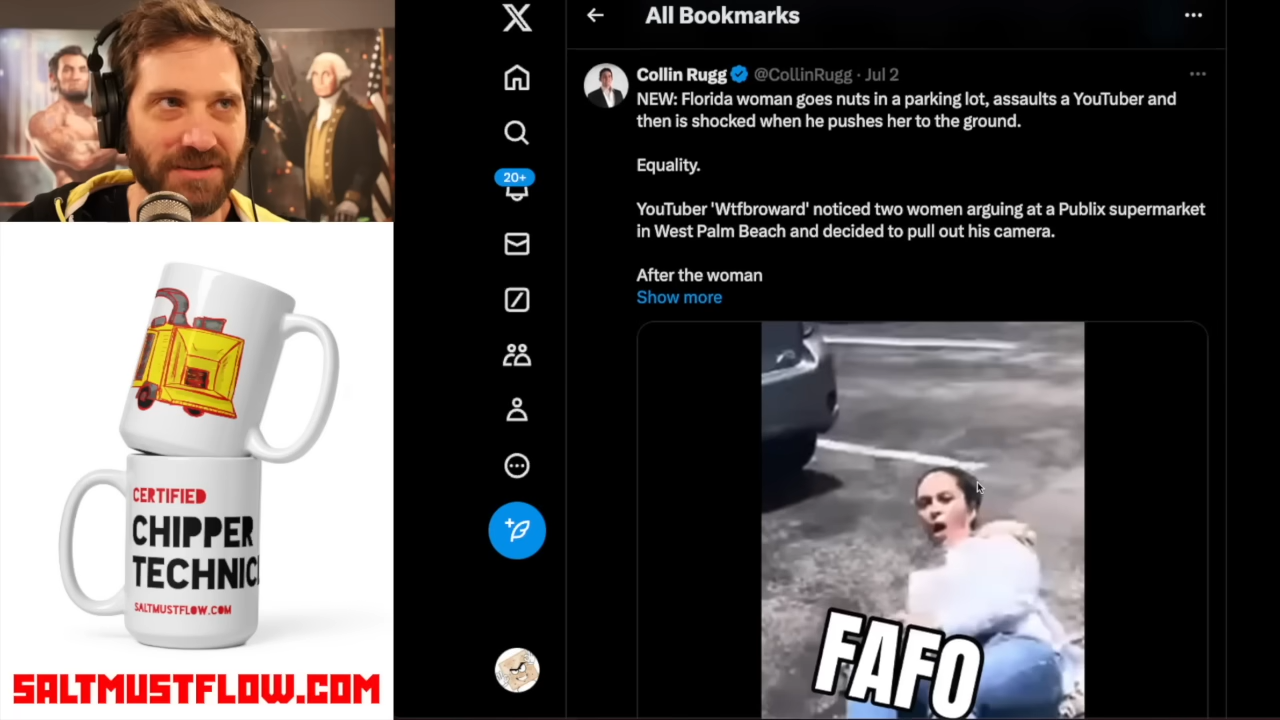 All Bookmarks
Collin Rugg @CollinRugg · Jul 2
NEW: Florida woman goes nuts in a parking lot, assaults a YouTuber and
then is shocked when he pushes her to the ground.
Equality.
YouTuber 'Wtfbroward' noticed two women arguing at a Publix supermarket
in West Palm Beach and decided to pull out his camera.
After the woman
Show more
20+
FAFO
CERTIFIED
CHIPPER
TECHNIC
SALTMUSTFLOW.COM
SALTMUSTFLOW.COM